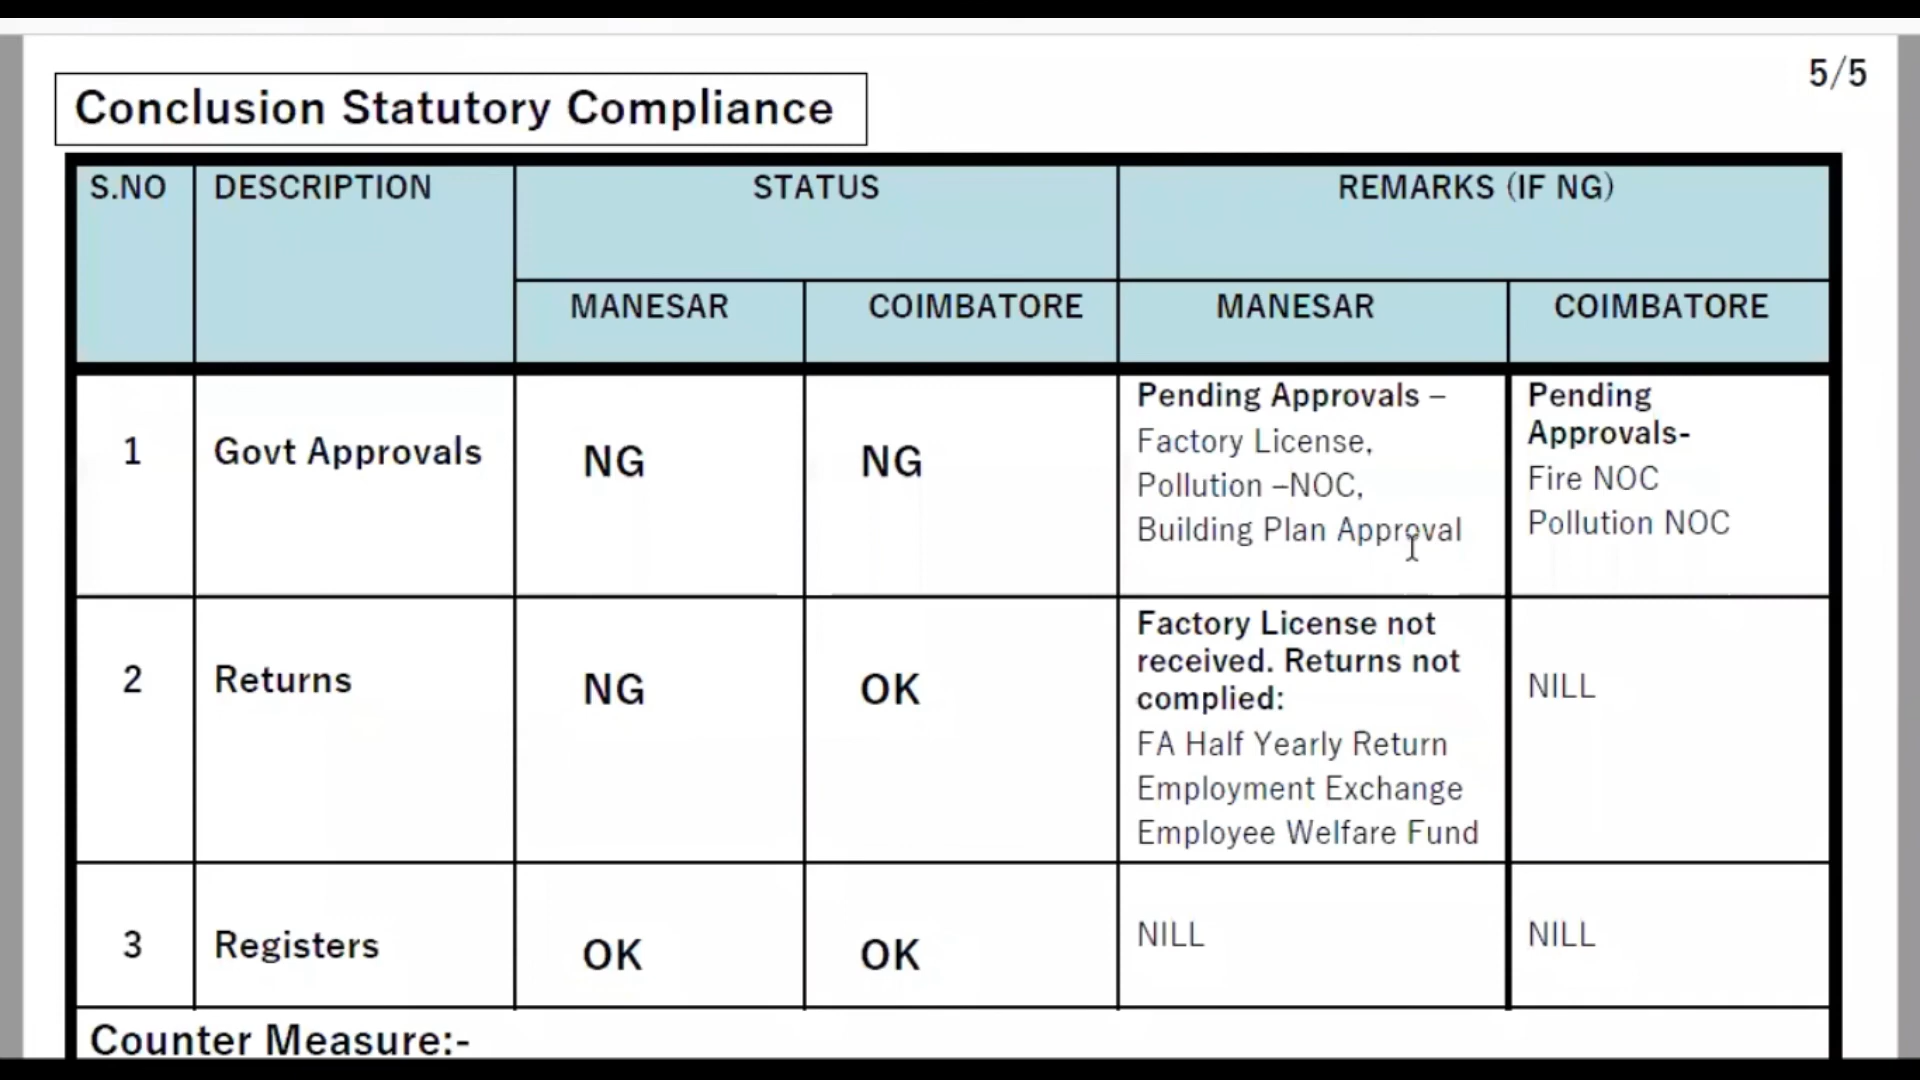 5/5
Conclusion Statutory Compliance
S.NO DESCRIPTION STATUS REMARKS (IF NG)
MANESAR COIMBATORE MANESAR COIMBATORE
1 Govt Approvals NG NG
Pending Approvals –
Factory License,
Pollution –NOC,
Building Plan Approval
Pending
Approvals-
Fire NOC
Pollution NOC
2 Returns NG OK
Factory License not
received. Returns not
complied:
FA Half Yearly Return
Employment Exchange
Employee Welfare Fund
NILL
3 Registers OK OK NILL NILL
Counter Measure:-